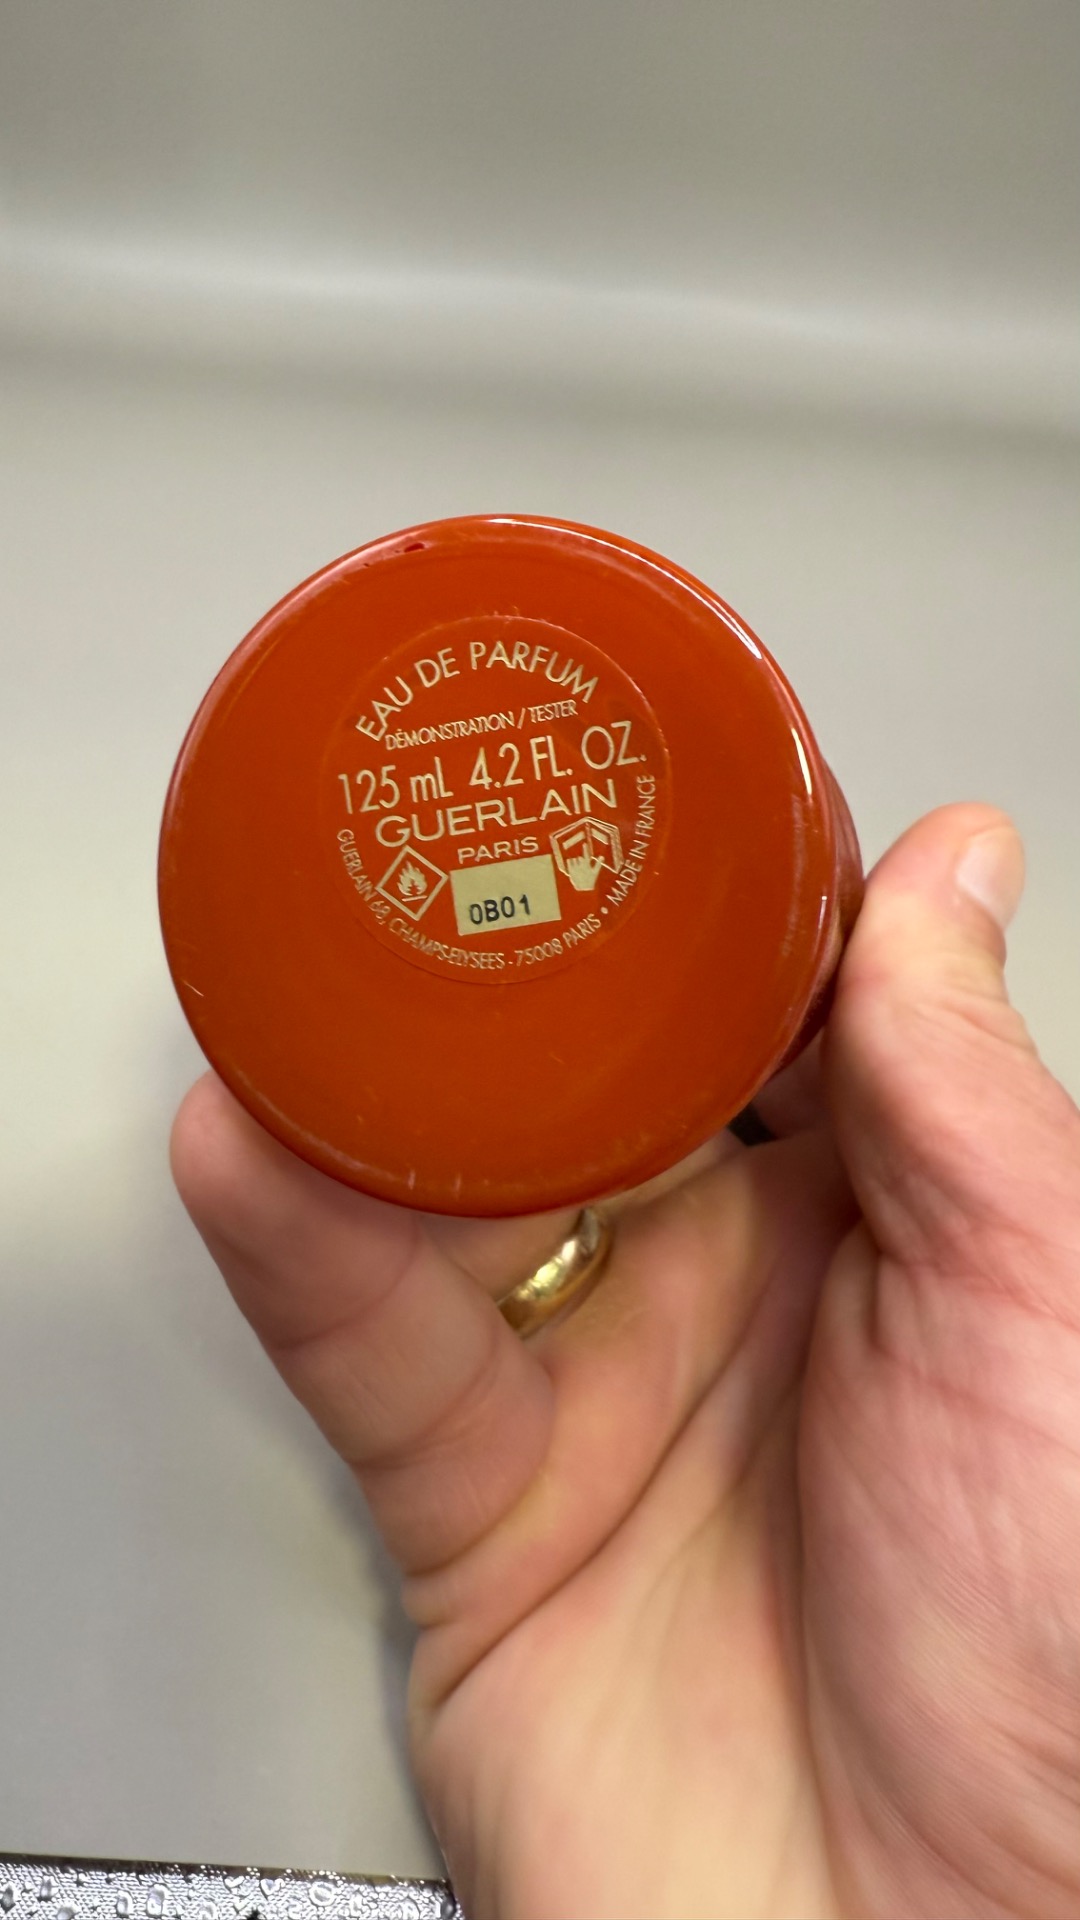 EAU DE PARFUM
DÉMONSTRATION / TESTER
125 mL 4.2 FL. OZ.
GUERLAIN
PARIS
0B01
GUERLAIN 68, CHAMPS-ELYSEES - 75008 PARIS • MADE IN FRANCE